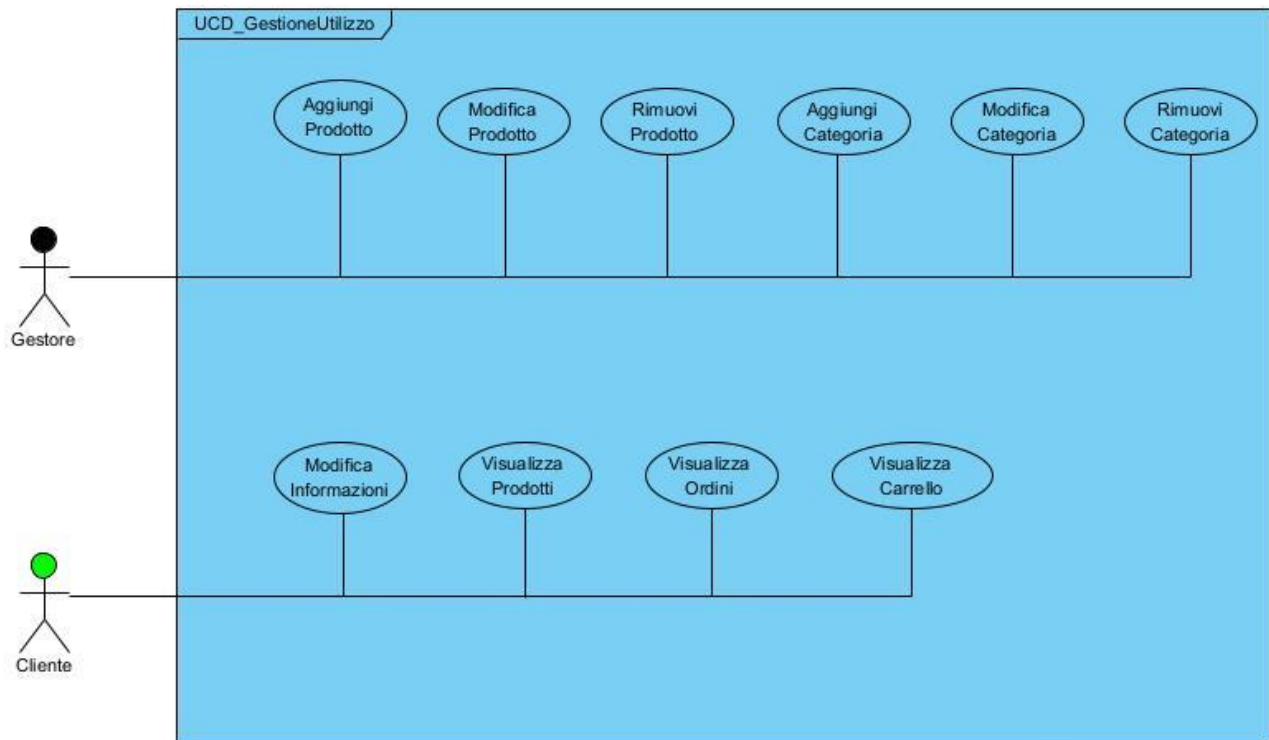 UCD_GestioneUtilizzo
Aggiungi
Prodotto
Modifica
Prodotto
Rimuovi
Prodotto
Aggiungi
Categoria
Modifica
Categoria
Rimuovi
Categoria
Gestore
Modifica
Informazioni
Visualizza
Prodotti
Visualizza
Ordini
Visualizza
Carrello
Cliente